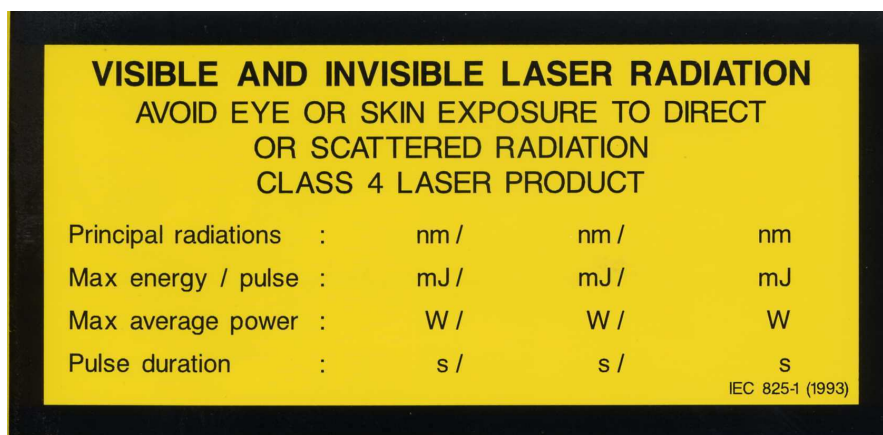 VISIBLE AND INVISIBLE LASER RADIATION
AVOID EYE OR SKIN EXPOSURE TO DIRECT
OR SCATTERED RADIATION
CLASS 4 LASER PRODUCT
Principal radiations : nm / nm / nm
Max energy / pulse : mJ / mJ / mJ
Max average power : W / W / W
Pulse duration : s / s / s
IEC 825-1 (1993)